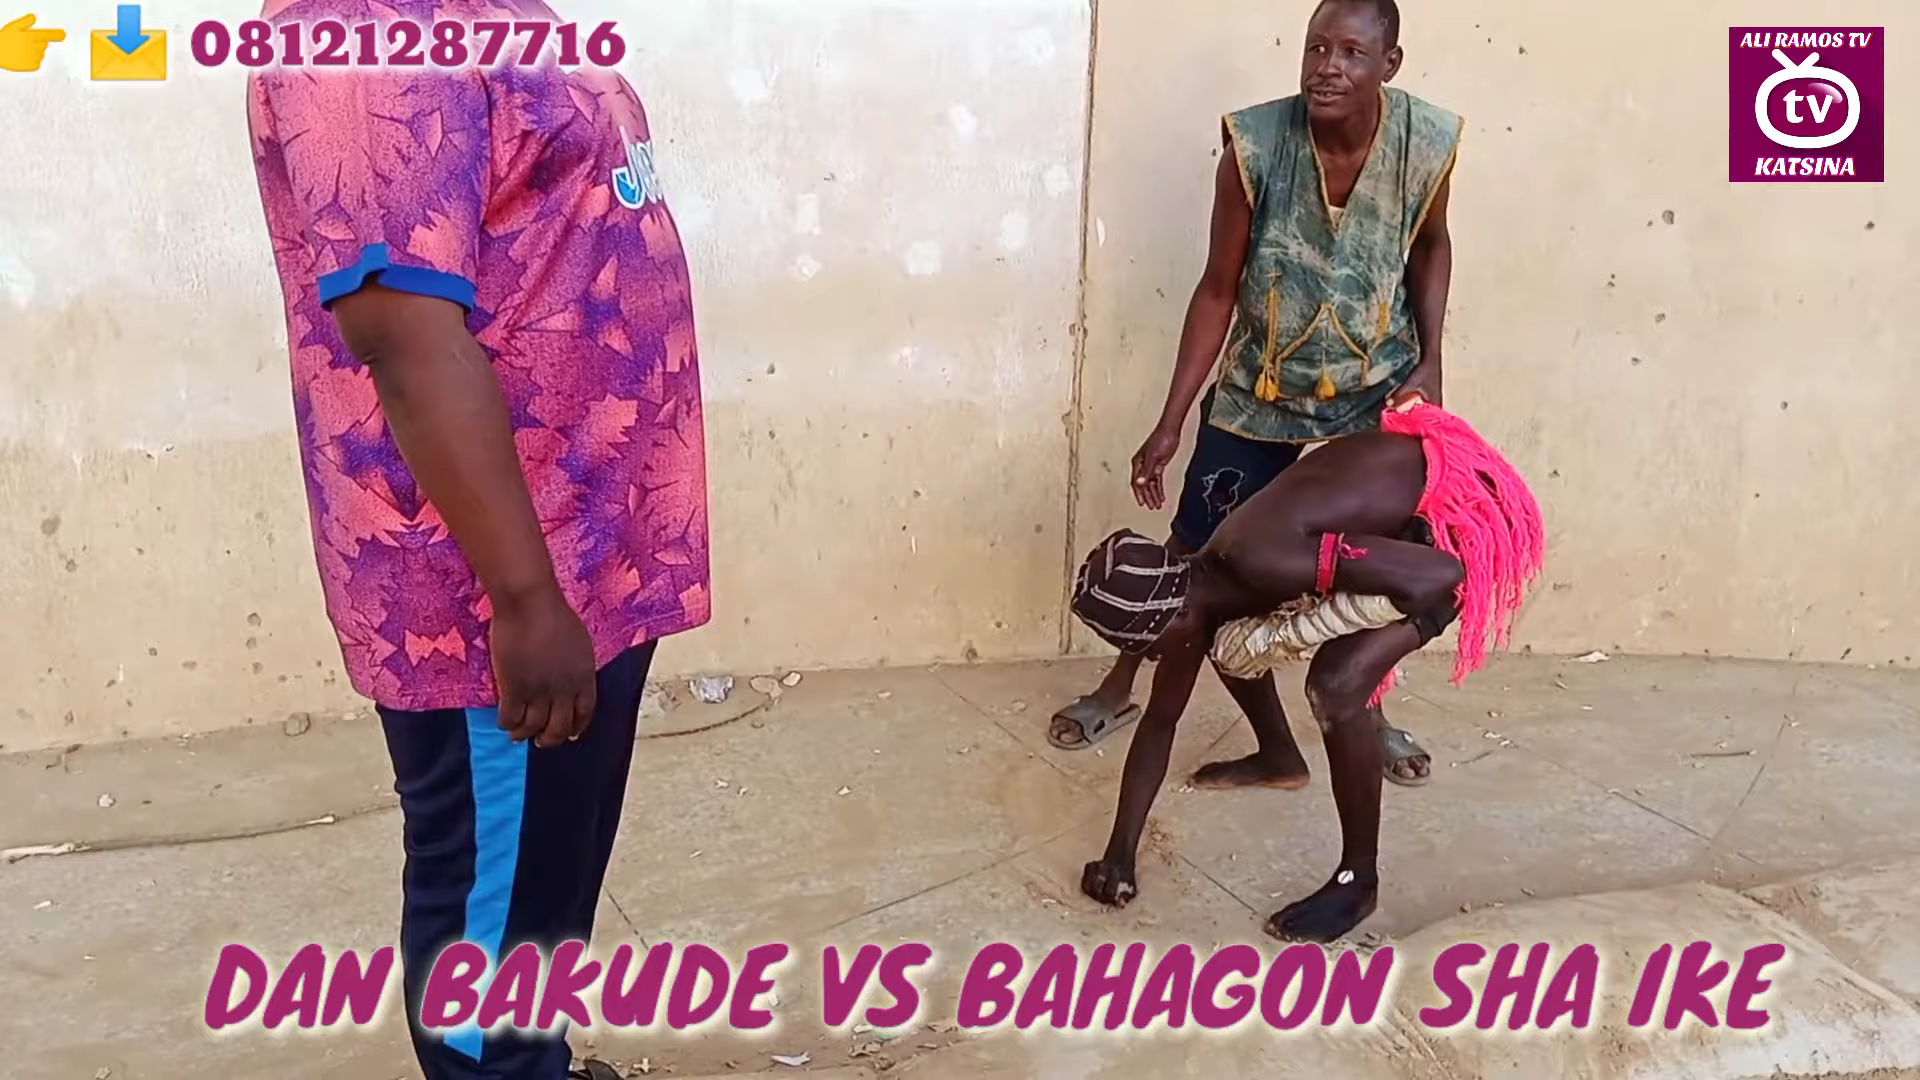 08121287716
ALI RAMOS TV
tv
KATSINA
DAN BAKUDE VS BAHAGON SHA IKE